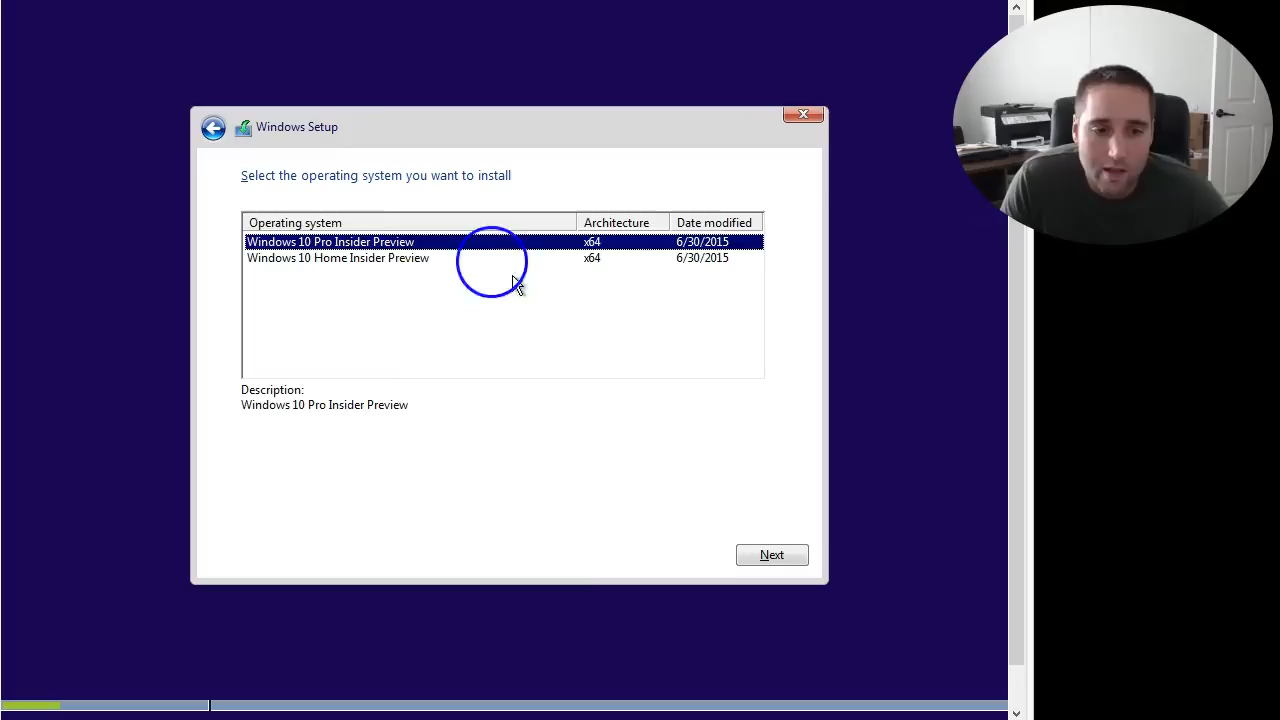 Windows Setup
Select the operating system you want to install
Operating system Architecture Date modified
Windows 10 Pro Insider Preview x64 6/30/2015
Windows 10 Home Insider Preview x64 6/30/2015
Description:
Windows 10 Pro Insider Preview
Next